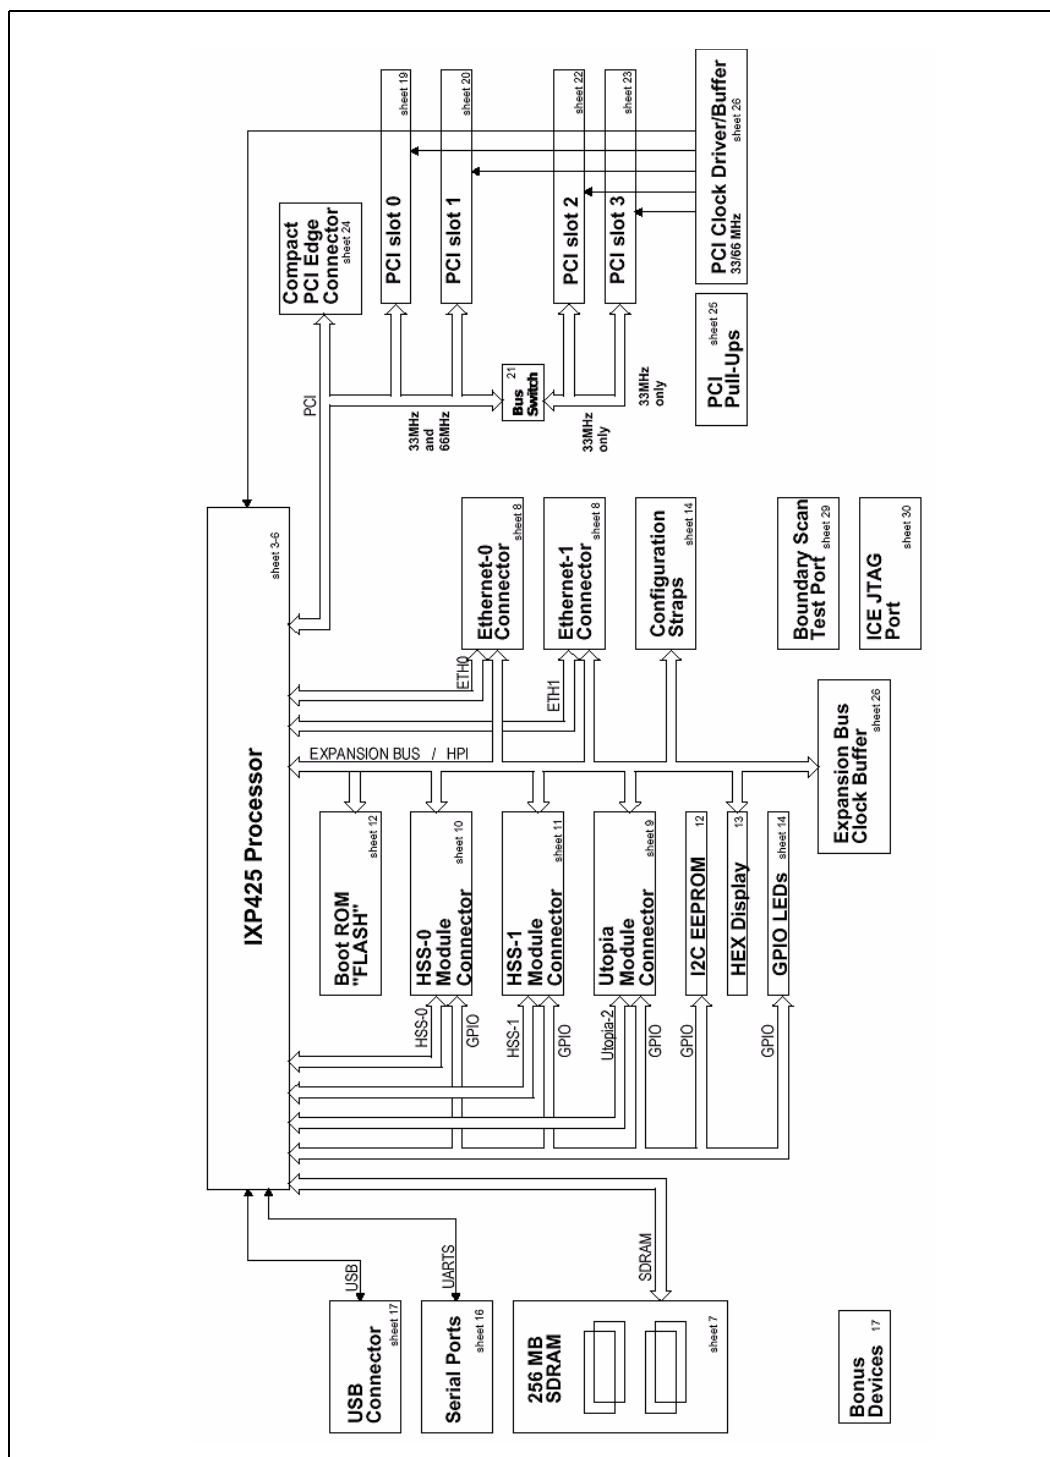 PCI Clock Driver/Buffer
33/66 MHz
sheet 26
PCI
Pull-Ups
sheet 25
PCI slot 0
sheet 19
PCI slot 1
sheet 20
PCI slot 2
sheet 22
PCI slot 3
sheet 23
Compact
PCI Edge
Connector
sheet 24
Bus
Switch
21
PCI
33MHz
and
66MHz
33MHz
only
33MHz
only
IXP425 Processor
sheet 3-6
Ethernet-0
Connector
sheet 8
Ethernet-1
Connector
sheet 8
Configuration
Straps
sheet 14
Boundary Scan
Test Port
sheet 29
ICE JTAG
Port
sheet 30
ETH0
ETH1
EXPANSION BUS / HPI
Expansion Bus
Clock Buffer
sheet 26
Boot ROM
"FLASH"
sheet 12
HSS-0
Module
Connector
sheet 10
HSS-1
Module
Connector
sheet 11
Utopia
Module
Connector
sheet 9
I2C EEPROM
12
HEX Display
13
GPIO LEDs
sheet 14
HSS-0
GPIO
HSS-1
GPIO
Utopia-2
GPIO
GPIO
GPIO
USB
UARTS
SDRAM
USB
Connector
sheet 17
Serial Ports
sheet 16
256 MB
SDRAM
sheet 7
Bonus
Devices
17